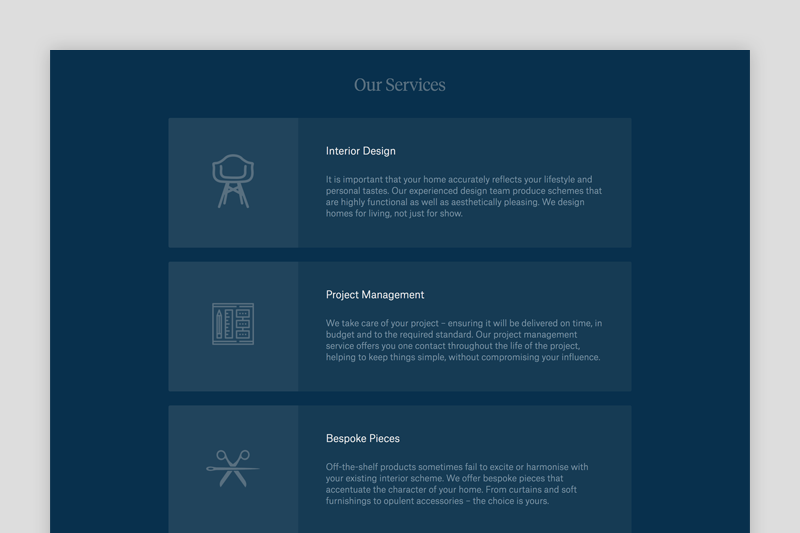 Our Services
Interior Design
It is important that your home accurately reflects your lifestyle and
personal tastes. Our experienced design team produce schemes that
are highly functional as well as aesthetically pleasing. We design
homes for living, not just for show.
Project Management
We take care of your project – ensuring it will be delivered on time, in
budget and to the required standard. Our project management
service offers you one contact throughout the life of the project,
helping to keep things simple, without compromising your influence.
Bespoke Pieces
Off-the-shelf products sometimes fail to excite or harmonise with
your existing interior scheme. We offer bespoke pieces that
accentuate the character of your home. From curtains and soft
furnishings to opulent accessories – the choice is yours.